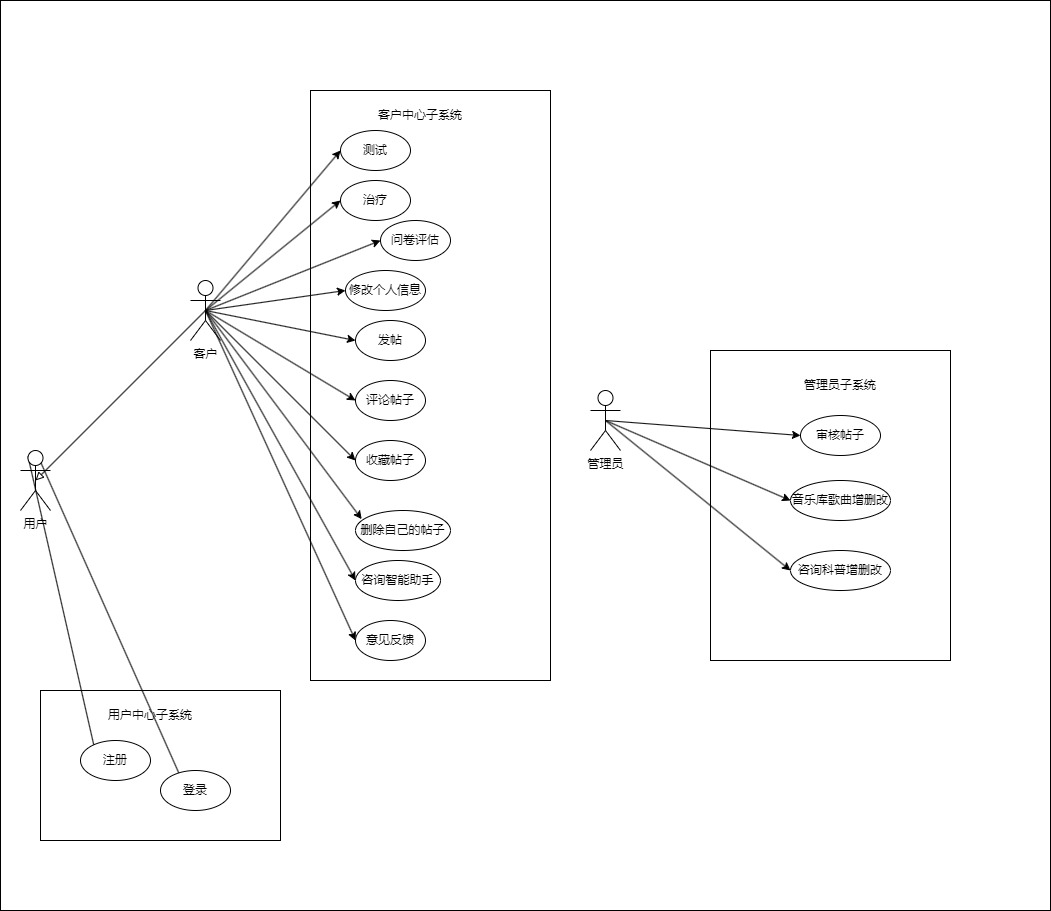 客户中心子系统
测试
治疗
问卷评估
修改个人信息
发帖
客户
评论帖子
收藏帖子
删除自己的帖子
咨询智能助手
意见反馈
用户
用户中心子系统
注册
登录
管理员
管理员子系统
审核帖子
音乐库歌曲增删改
咨询科普增删改